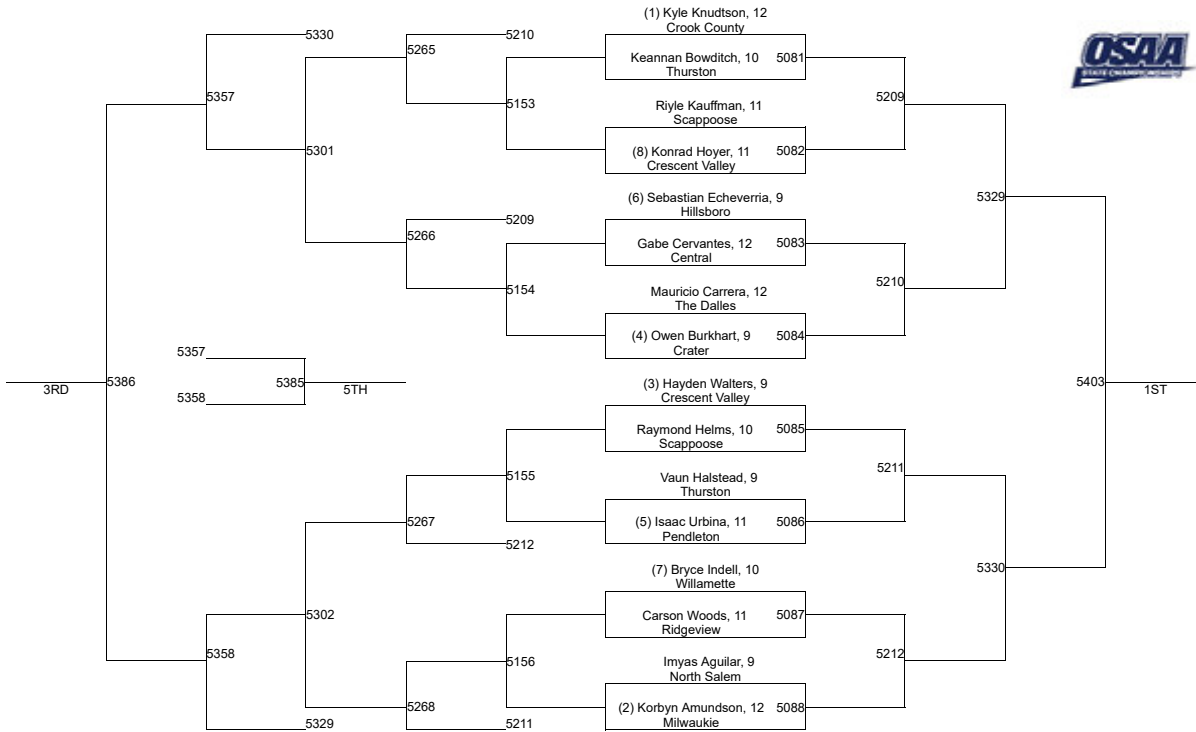 (1) Kyle Knudtson, 12
Crook County
OSAA
STATE CHAMPIONSHIPS
5330
5210
5265
Keannan Bowditch, 10
5081
Thurston
5357
5153
5209
Riyle Kauffman, 11
Scappoose
5301
(8) Konrad Hoyer, 11
5082
Crescent Valley
(6) Sebastian Echeverria, 9
Hillsboro
5329
5209
5266
Gabe Cervantes, 12
5083
Central
5154
5210
Mauricio Carrera, 12
The Dalles
(4) Owen Burkhart, 9
5084
Crater
5357
3RD
5386
5385
5TH
(3) Hayden Walters, 9
Crescent Valley
5403
1ST
5358
Raymond Helms, 10
5085
Scappoose
5155
5211
Vaun Halstead, 9
Thurston
5267
(5) Isaac Urbina, 11
5086
Pendleton
5212
(7) Bryce Indell, 10
Willamette
5330
5302
Carson Woods, 11
5087
Ridgeview
5358
5156
5212
Imyas Aguilar, 9
North Salem
5268
(2) Korbyn Amundson, 12
5088
Milwaukie
5329
5211